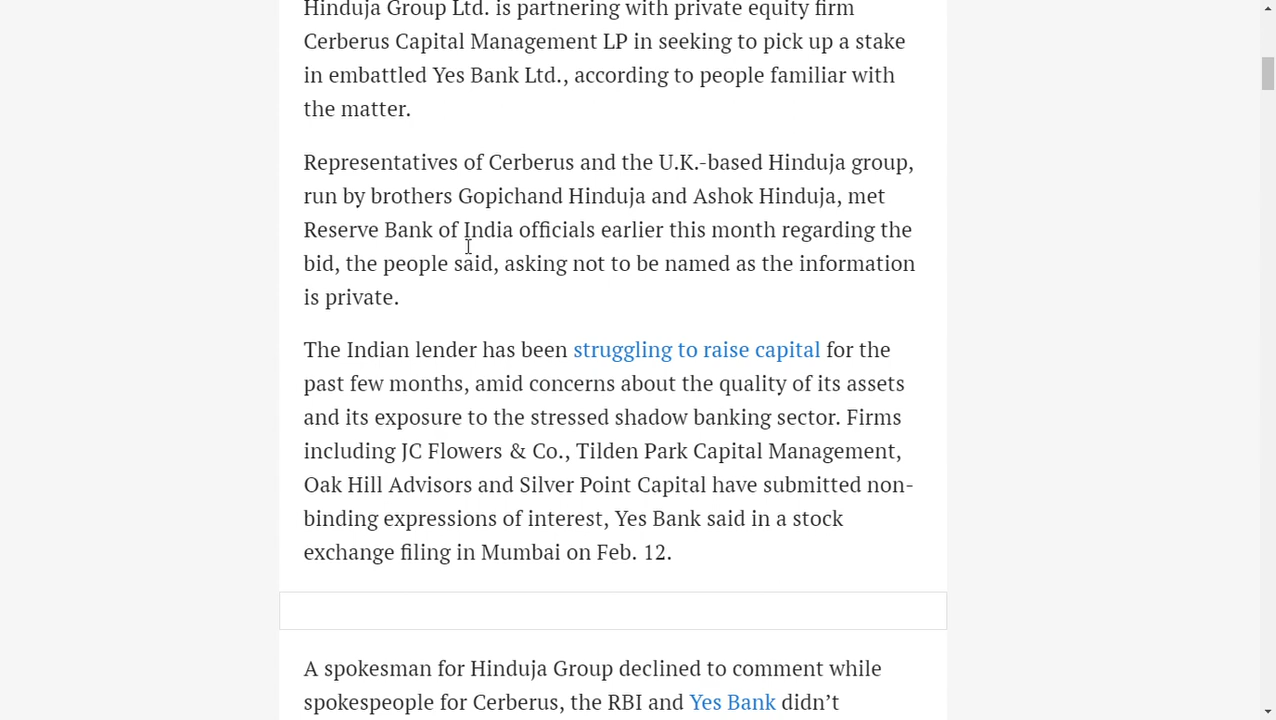 Hinduja Group Ltd. is partnering with private equity firm
Cerberus Capital Management LP in seeking to pick up a stake
in embattled Yes Bank Ltd., according to people familiar with
the matter.
Representatives of Cerberus and the U.K.-based Hinduja group,
run by brothers Gopichand Hinduja and Ashok Hinduja, met
Reserve Bank of India officials earlier this month regarding the
bid, the people said, asking not to be named as the information
is private.
The Indian lender has been struggling to raise capital for the
past few months, amid concerns about the quality of its assets
and its exposure to the stressed shadow banking sector. Firms
including JC Flowers & Co., Tilden Park Capital Management,
Oak Hill Advisors and Silver Point Capital have submitted non-
binding expressions of interest, Yes Bank said in a stock
exchange filing in Mumbai on Feb. 12.
A spokesman for Hinduja Group declined to comment while
spokespeople for Cerberus, the RBI and Yes Bank didn’t